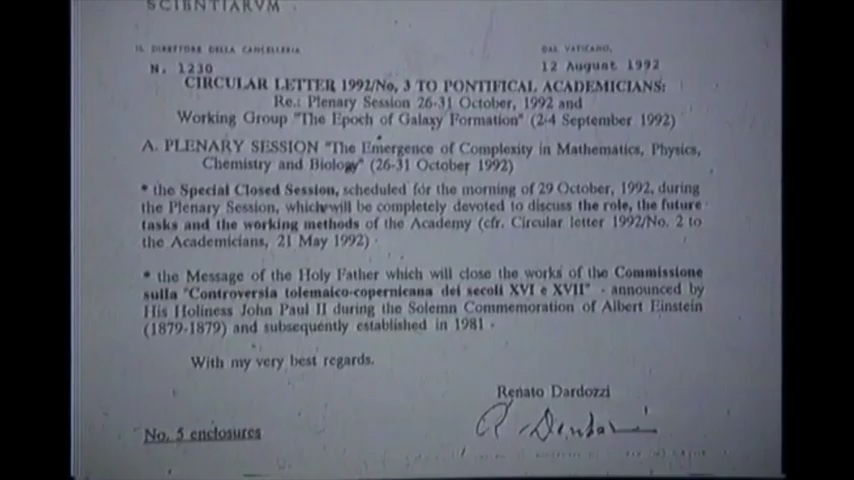 SCIENTIARVM
IL DIRETTORE DELLA CANCELLERIA
DAL VATICANO,
N. 1230
12 August 1992
CIRCULAR LETTER 1992/No, 3 TO PONTIFICAL ACADEMICIANS:
Re.: Plenary Session 26-31 October, 1992 and
Working Group "The Epoch of Galaxy Formation" (2-4 September 1992)
A. PLENARY SESSION "The Emergence of Complexity in Mathematics, Physics,
Chemistry and Biology" (26-31 October 1992)
* the Special Closed Session, scheduled for the morning of 29 October, 1992, during
the Plenary Session, which will be completely devoted to discuss the role, the future
tasks and the working methods of the Academy (cfr. Circular letter 1992/No. 2 to
the Academicians, 21 May 1992)
* the Message of the Holy Father which will close the works of the Commissione
sulla "Controversia tolemaico-copernicana dei secoli XVI e XVII" - announced by
His Holiness John Paul II during the Solemn Commemoration of Albert Einstein
(1879-1879) and subsequently established in 1981 -
With my very best regards.
Renato Dardozzi
No. 5 enclosures